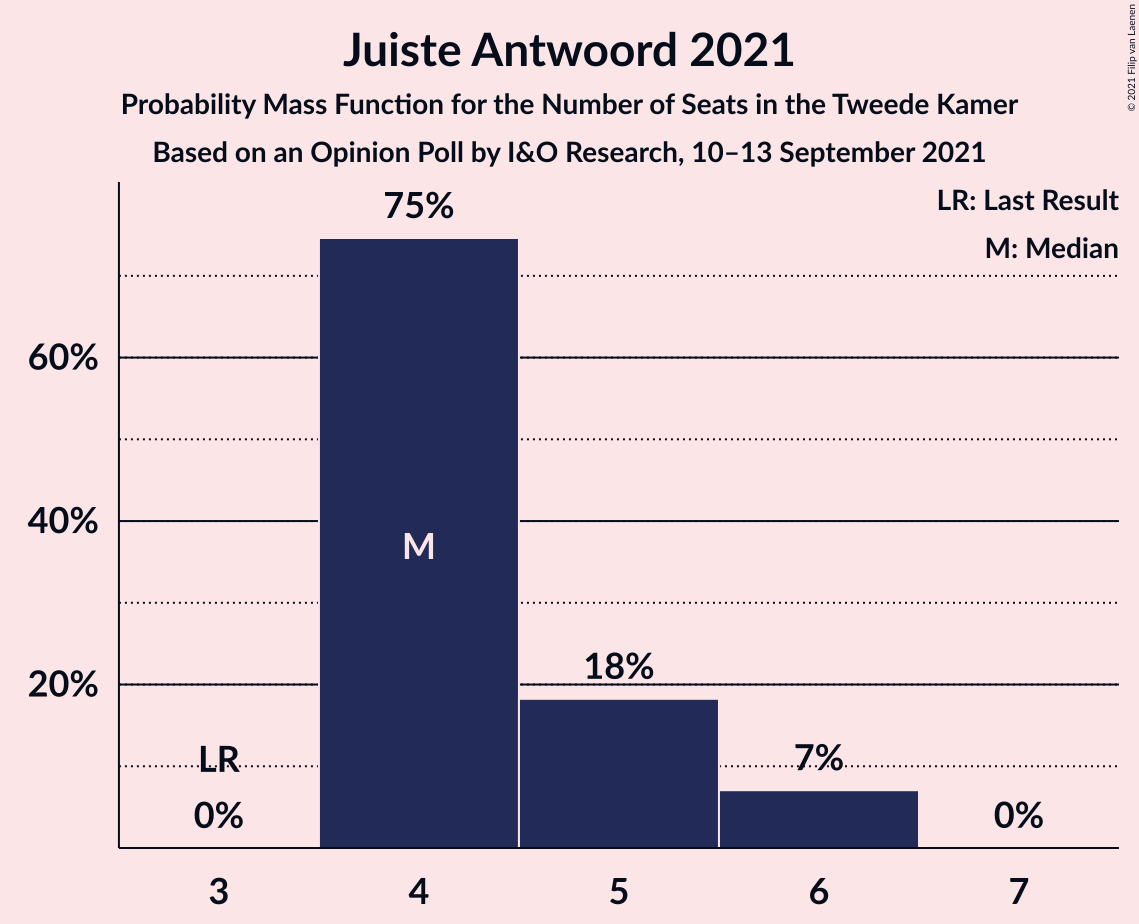 Juiste Antwoord 2021
Probability Mass Function for the Number of Seats in the Tweede Kamer
Based on an Opinion Poll by I&O Research, 10–13 September 2021
© 2021 Filip van Laenen
LR: Last Result
M: Median
75%
60%
40%
M
18%
20%
LR
7%
0%
0%
3 4 5 6 7